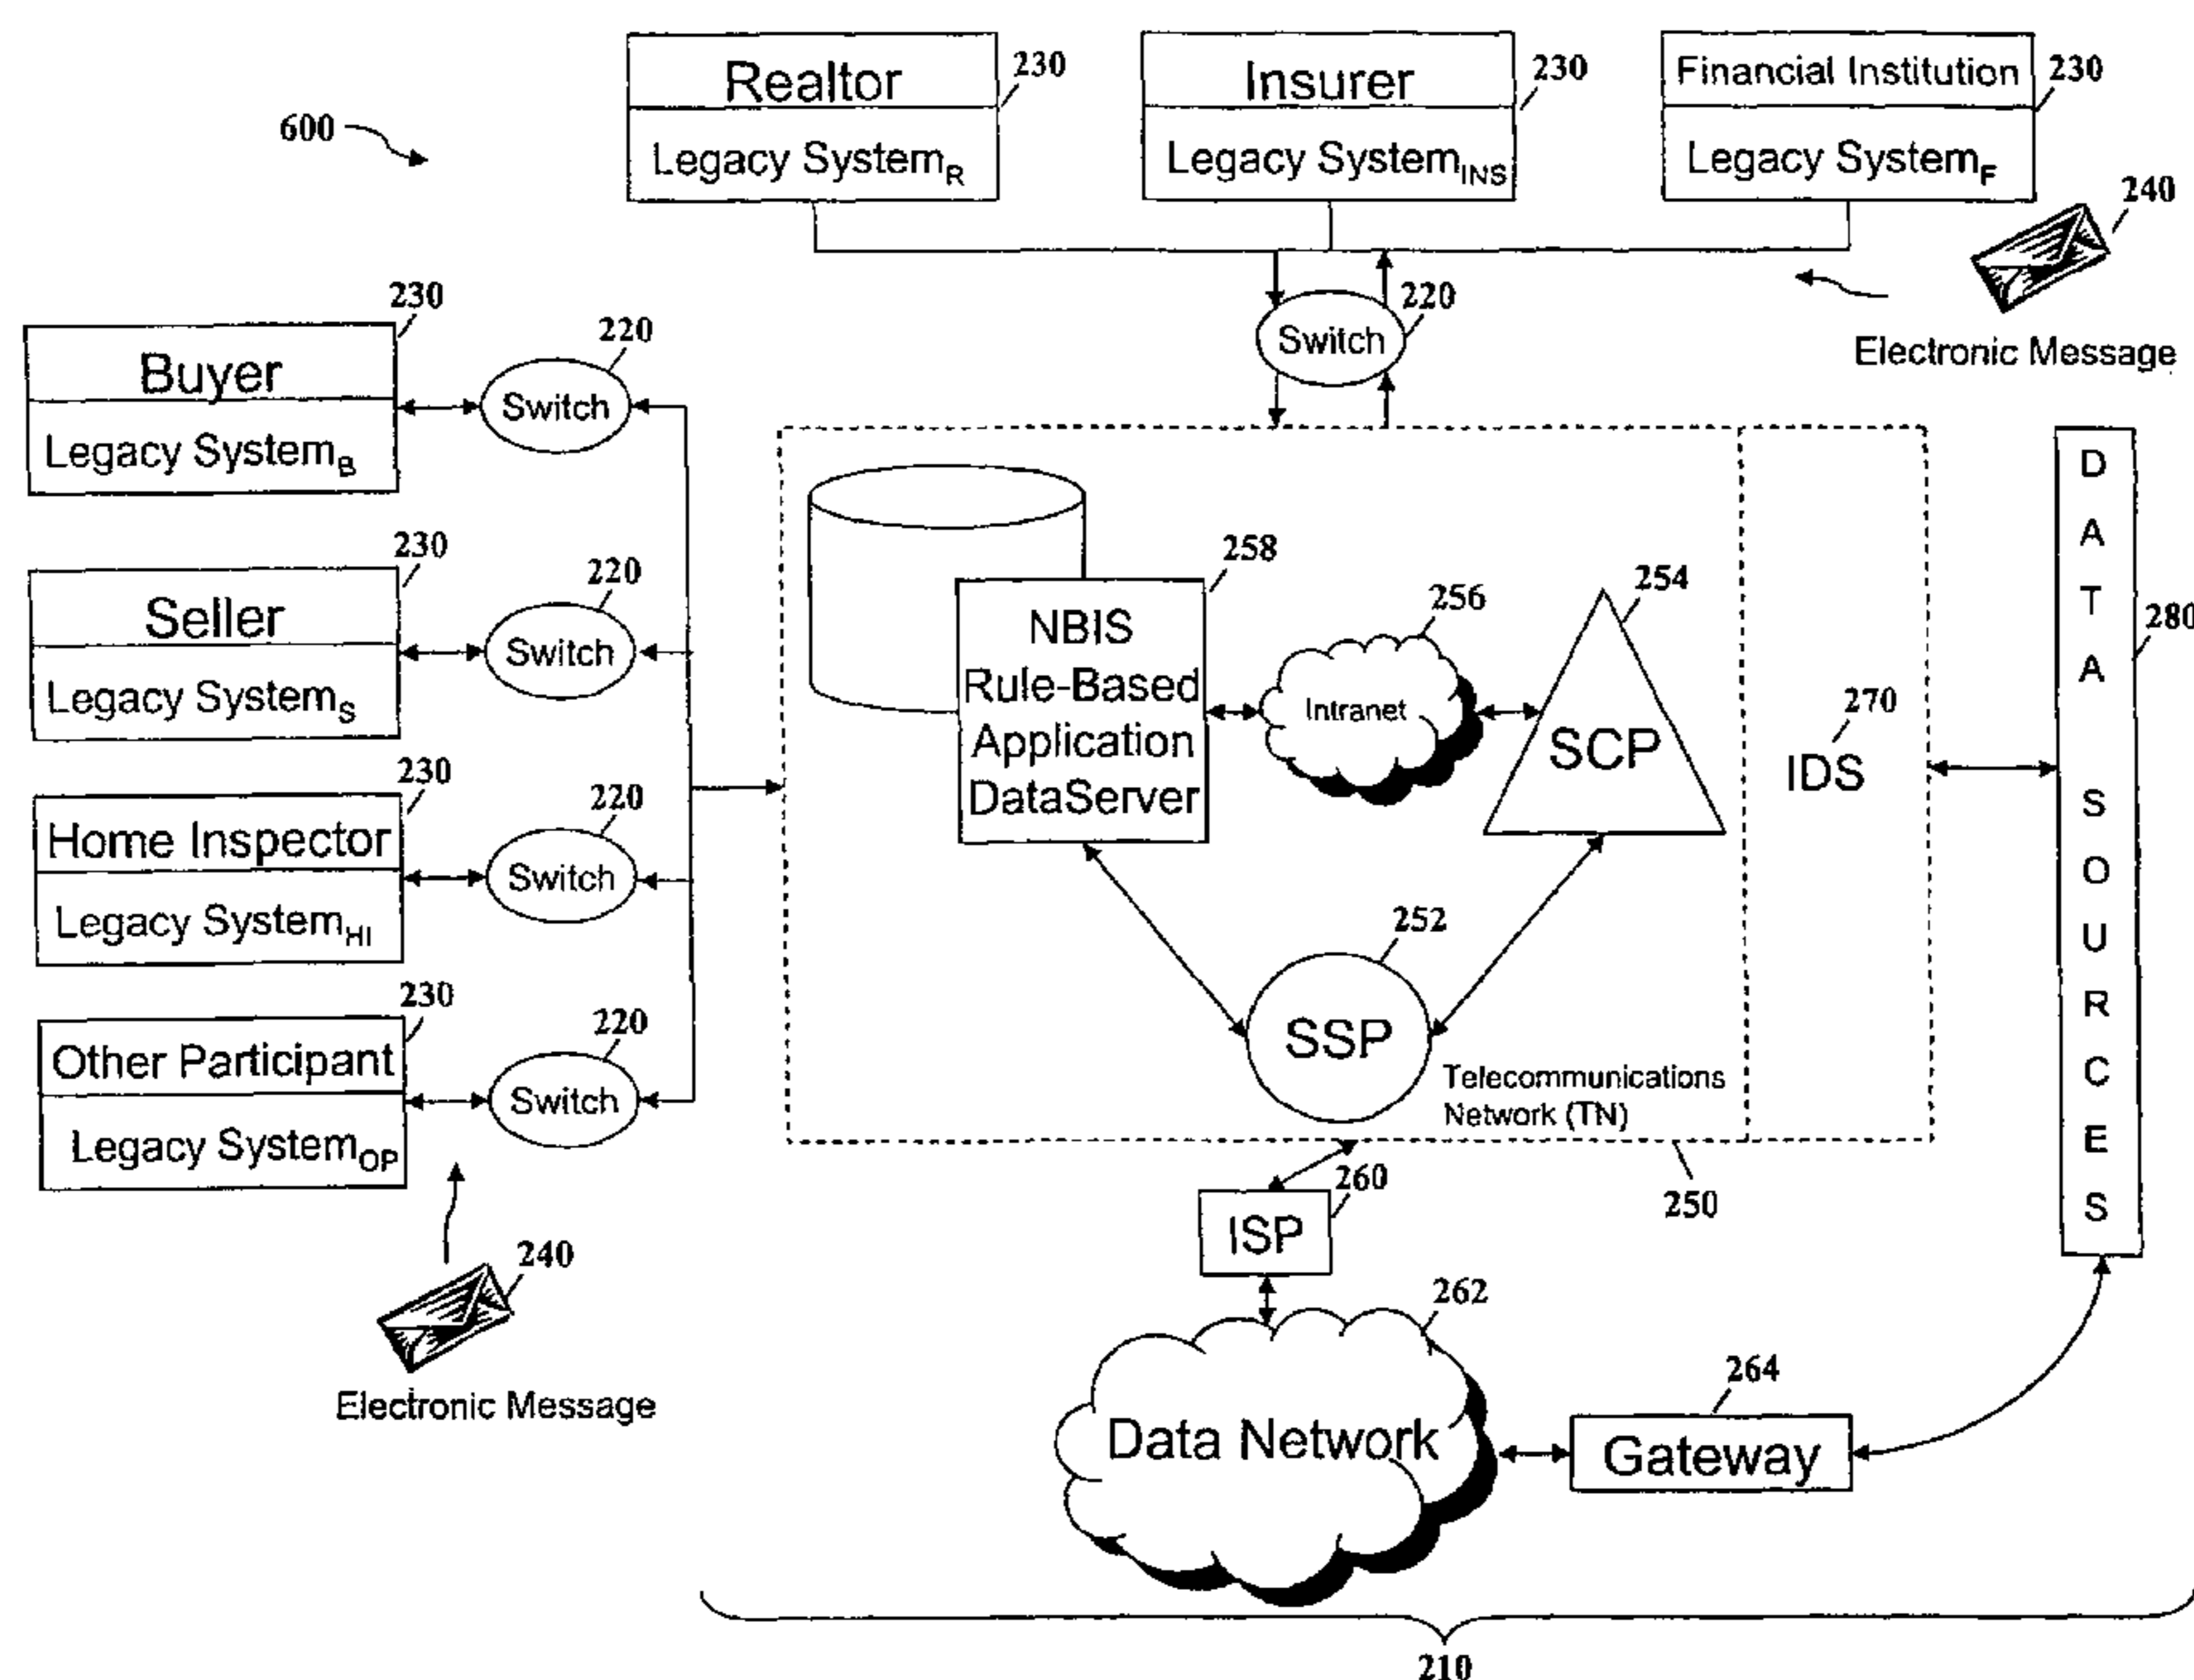 Realtor
230
Legacy SystemR
Insurer
230
Legacy SystemINS
Financial Institution
230
Legacy SystemF
600
240
Electronic Message
220
Switch
230
Buyer
Legacy SystemB
220
Switch
230
Seller
Legacy SystemS
220
Switch
230
Home Inspector
Legacy SystemHI
220
Switch
230
Other Participant
Legacy SystemOP
220
Switch
240
Electronic Message
258
NBIS
Rule-Based
Application
DataServer
256
Intranet
254
SCP
252
SSP
Telecommunications
Network (TN)
250
270
IDS
DATA SOURCES
280
260
ISP
262
Data Network
264
Gateway
210